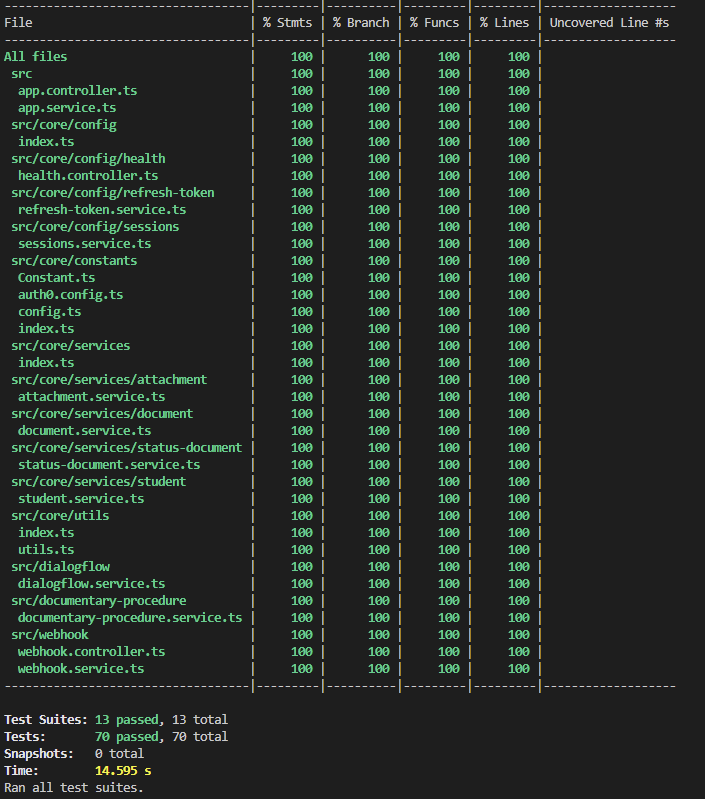 ---------------------------------|---------|----------|---------|---------|-------------------
File                             | % Stmts | % Branch | % Funcs | % Lines | Uncovered Line #s
---------------------------------|---------|----------|---------|---------|-------------------
All files                        |     100 |      100 |     100 |     100 |
 src                             |     100 |      100 |     100 |     100 |
  app.controller.ts              |     100 |      100 |     100 |     100 |
  app.service.ts                 |     100 |      100 |     100 |     100 |
 src/core/config                 |     100 |      100 |     100 |     100 |
  index.ts                       |     100 |      100 |     100 |     100 |
 src/core/config/health          |     100 |      100 |     100 |     100 |
  health.controller.ts           |     100 |      100 |     100 |     100 |
 src/core/config/refresh-token   |     100 |      100 |     100 |     100 |
  refresh-token.service.ts       |     100 |      100 |     100 |     100 |
 src/core/config/sessions        |     100 |      100 |     100 |     100 |
  sessions.service.ts            |     100 |      100 |     100 |     100 |
 src/core/constants              |     100 |      100 |     100 |     100 |
  Constant.ts                    |     100 |      100 |     100 |     100 |
  auth0.config.ts                |     100 |      100 |     100 |     100 |
  config.ts                      |     100 |      100 |     100 |     100 |
  index.ts                       |     100 |      100 |     100 |     100 |
 src/core/services               |     100 |      100 |     100 |     100 |
  index.ts                       |     100 |      100 |     100 |     100 |
 src/core/services/attachment    |     100 |      100 |     100 |     100 |
  attachment.service.ts          |     100 |      100 |     100 |     100 |
 src/core/services/document      |     100 |      100 |     100 |     100 |
  document.service.ts            |     100 |      100 |     100 |     100 |
 src/core/services/status-document |     100 |      100 |     100 |     100 |
  status-document.service.ts     |     100 |      100 |     100 |     100 |
 src/core/services/student       |     100 |      100 |     100 |     100 |
  student.service.ts             |     100 |      100 |     100 |     100 |
 src/core/utils                  |     100 |      100 |     100 |     100 |
  index.ts                       |     100 |      100 |     100 |     100 |
  utils.ts                       |     100 |      100 |     100 |     100 |
 src/dialogflow                  |     100 |      100 |     100 |     100 |
  dialogflow.service.ts          |     100 |      100 |     100 |     100 |
 src/documentary-procedure       |     100 |      100 |     100 |     100 |
  documentary-procedure.service.ts |     100 |      100 |     100 |     100 |
 src/webhook                     |     100 |      100 |     100 |     100 |
  webhook.controller.ts          |     100 |      100 |     100 |     100 |
  webhook.service.ts             |     100 |      100 |     100 |     100 |
---------------------------------|---------|----------|---------|---------|-------------------
Test Suites: 13 passed, 13 total
Tests:       70 passed, 70 total
Snapshots:   0 total
Time:        14.595 s
Ran all test suites.